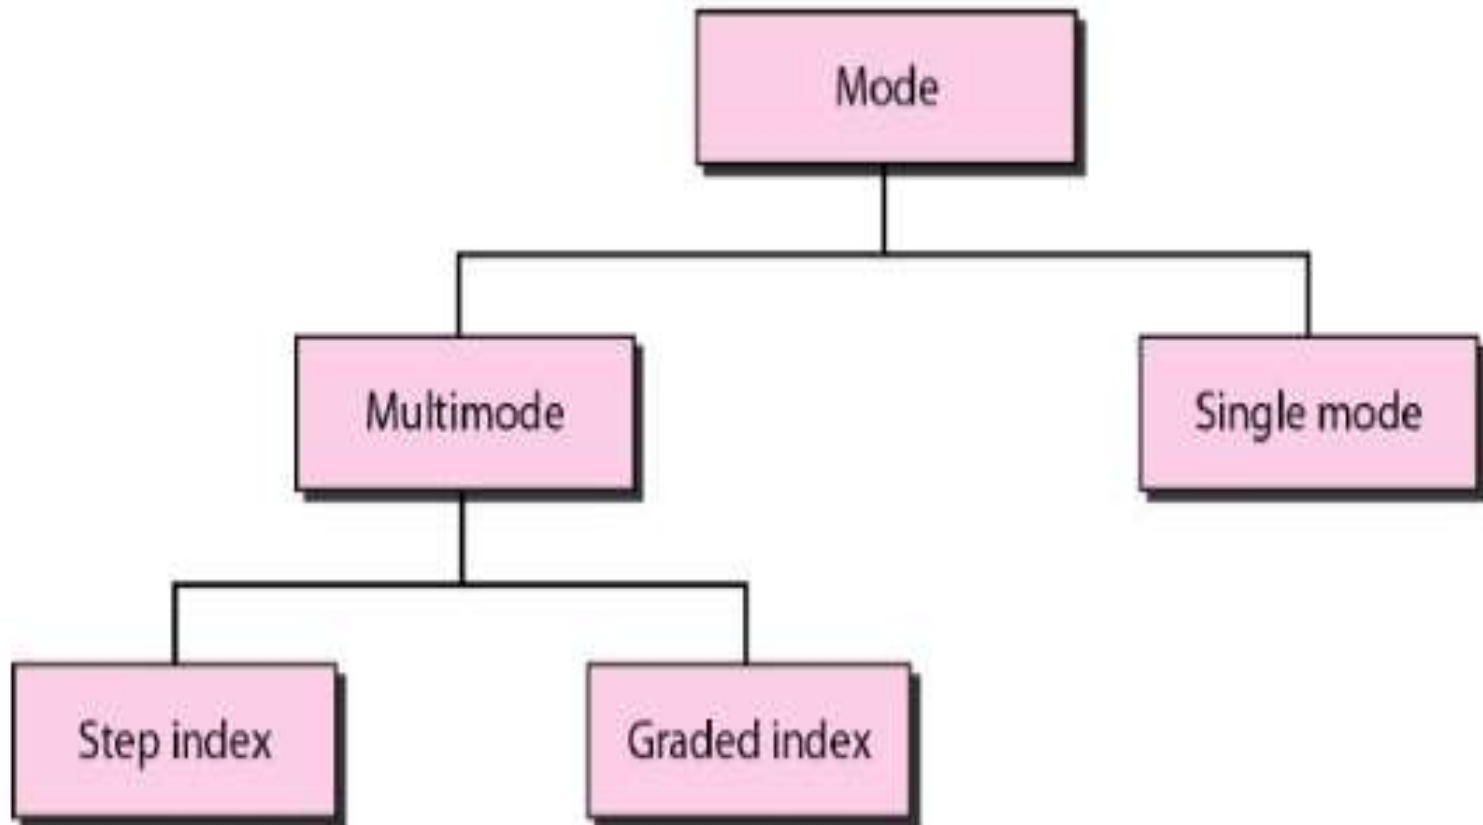 Mode
Multimode
Single mode
Step index
Graded index